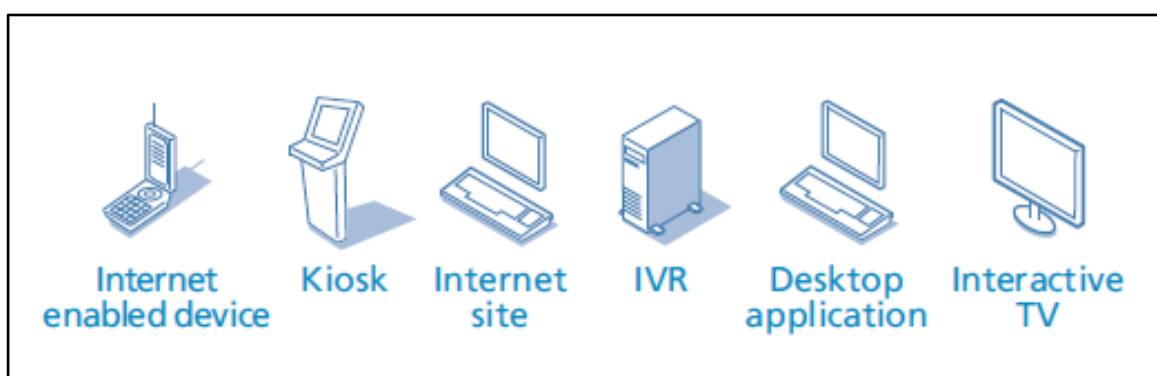 Internet
enabled device
Kiosk
Internet
site
IVR
Desktop
application
Interactive
TV